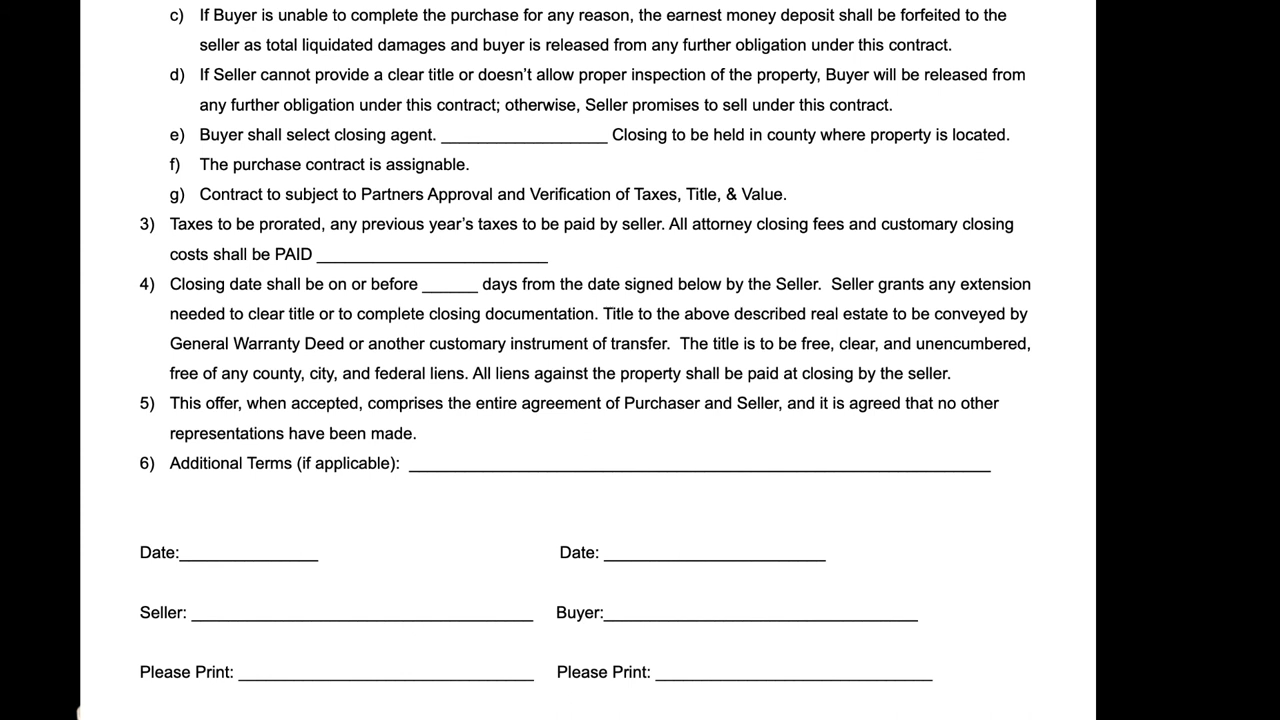 c) If Buyer is unable to complete the purchase for any reason, the earnest money deposit shall be forfeited to the
seller as total liquidated damages and buyer is released from any further obligation under this contract.
d) If Seller cannot provide a clear title or doesn’t allow proper inspection of the property, Buyer will be released from
any further obligation under this contract; otherwise, Seller promises to sell under this contract.
e) Buyer shall select closing agent. __________________ Closing to be held in county where property is located.
f) The purchase contract is assignable.
g) Contract to subject to Partners Approval and Verification of Taxes, Title, & Value.
3) Taxes to be prorated, any previous year’s taxes to be paid by seller. All attorney closing fees and customary closing
costs shall be PAID _________________________
4) Closing date shall be on or before ______ days from the date signed below by the Seller.  Seller grants any extension
needed to clear title or to complete closing documentation. Title to the above described real estate to be conveyed by
General Warranty Deed or another customary instrument of transfer.  The title is to be free, clear, and unencumbered,
free of any county, city, and federal liens. All liens against the property shall be paid at closing by the seller.
5) This offer, when accepted, comprises the entire agreement of Purchaser and Seller, and it is agreed that no other
representations have been made.
6) Additional Terms (if applicable): _______________________________________________________________
Date:_______________ Date: ________________________
Seller: _____________________________________ Buyer:__________________________________
Please Print: ________________________________ Please Print: ______________________________